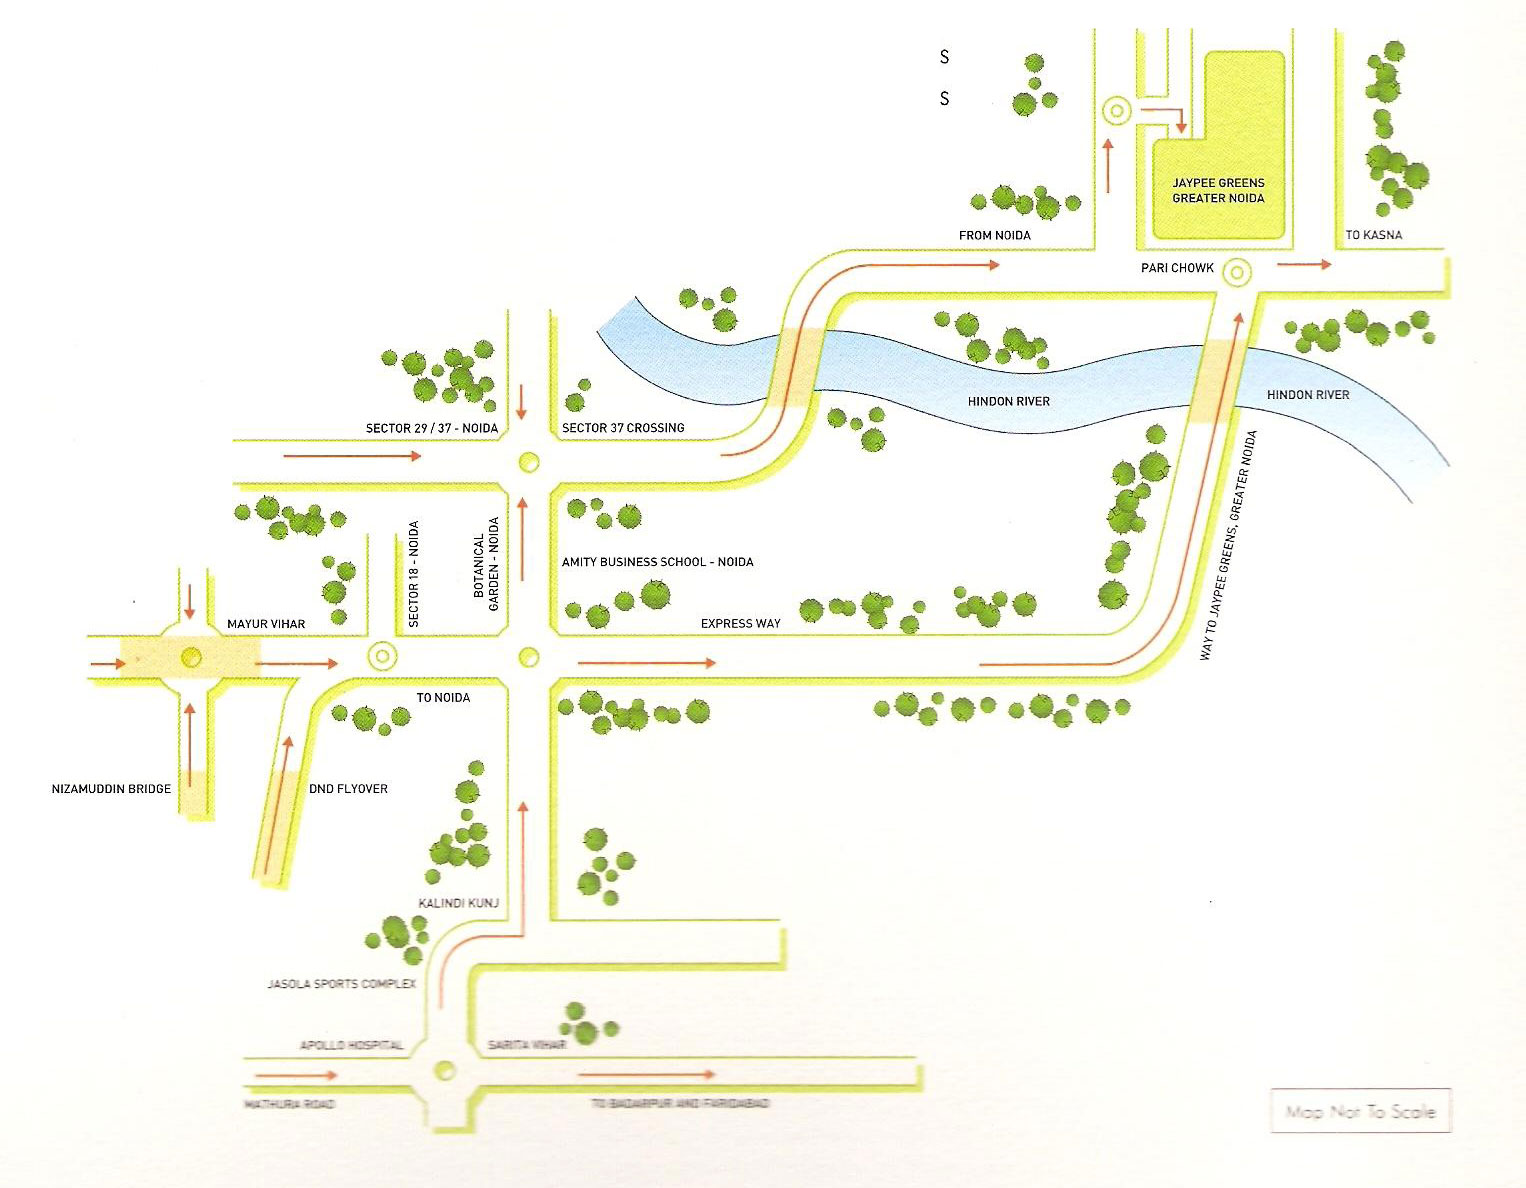 S
S
JAYPEE GREENS
GREATER NOIDA
FROM NOIDA
TO KASNA
PARI CHOWK
HINDON RIVER
HINDON RIVER
SECTOR 29 / 37 - NOIDA
SECTOR 37 CROSSING
SECTOR 18 - NOIDA
BOTANICAL
GARDEN - NOIDA
AMITY BUSINESS SCHOOL - NOIDA
WAY TO JAYPEE GREENS, GREATER NOIDA
MAYUR VIHAR
EXPRESS WAY
TO NOIDA
NIZAMUDDIN BRIDGE
DND FLYOVER
KALINDI KUNJ
JASOLA SPORTS COMPLEX
APOLLO HOSPITAL
SARITA VIHAR
MATHURA ROAD
TO BADARPUR AND FARIDABAD
Map Not To Scale